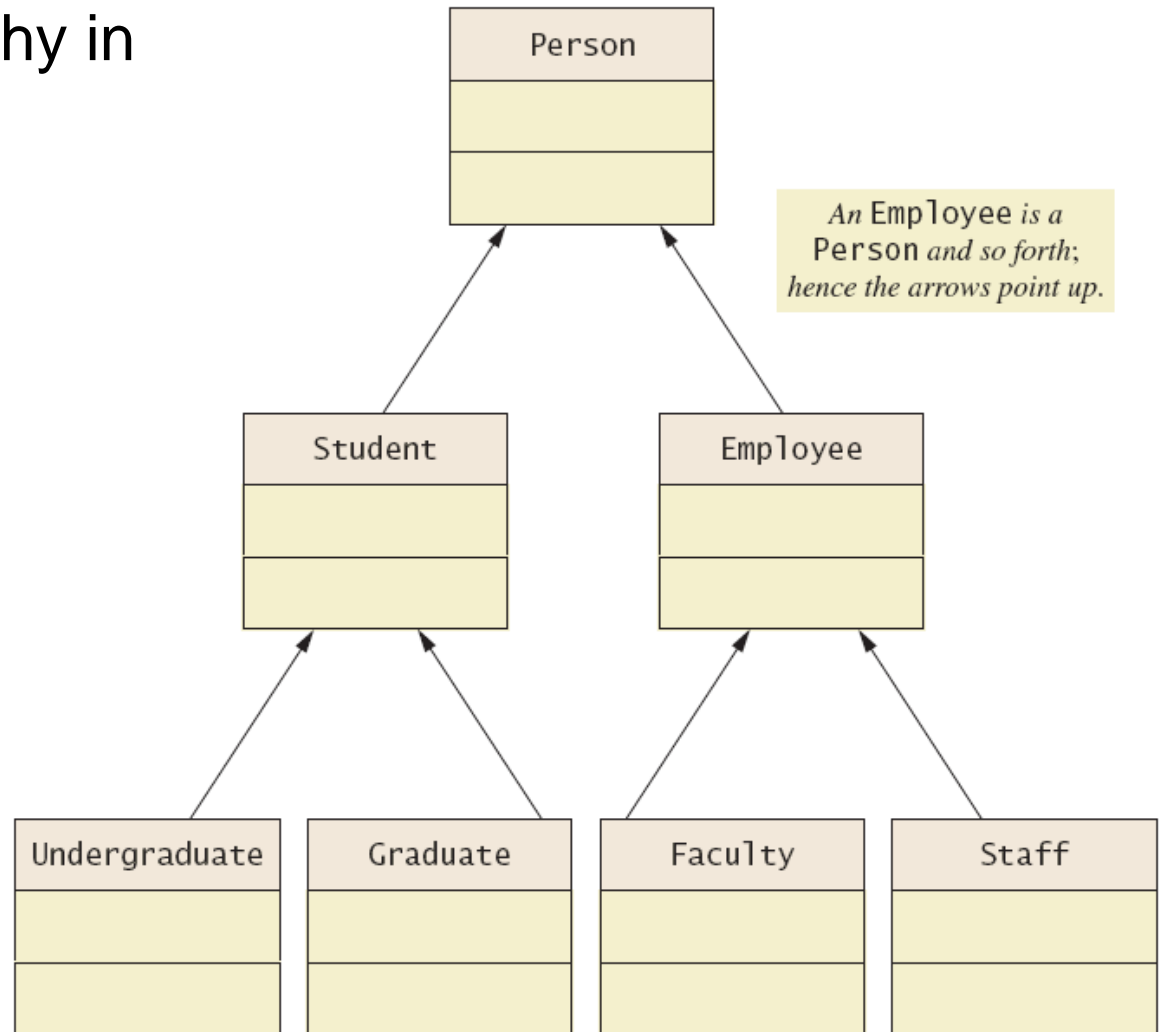 hy in
Person
An Employee is a
Person and so forth;
hence the arrows point up.
Student
Employee
Undergraduate
Graduate
Faculty
Staff